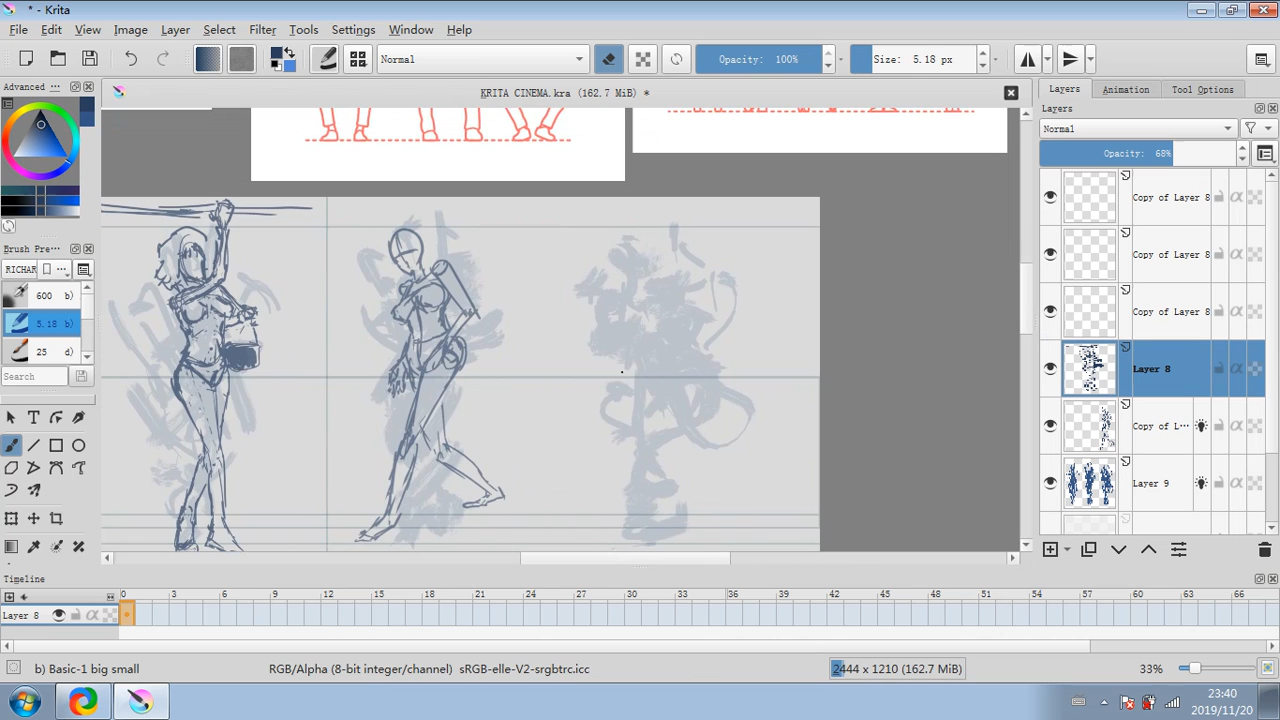 * - Krita
File Edit View Image Layer Select Filter Tools Settings Window Help
Normal
Opacity: 100%
Size: 5.18 px
Advanced ...
KRITA CINEMA.kra (162.7 MiB) *
Layers Animation Tool Options
Layers
Normal
Opacity: 68%
Copy of Layer 8
Copy of Layer 8
Copy of Layer 8
Layer 8
Copy of L...
Layer 9
Brush Pre...
RICHAR
600 b)
5.18 b)
25 d)
Search
Timeline
0 3 6 9 12 15 18 21 24 27 30 33 36 39 42 45 48 51 54 57 60 63 66
Layer 8
b) Basic-1 big small
RGB/Alpha (8-bit integer/channel) sRGB-elle-V2-srgbtrc.icc
2444 x 1210 (162.7 MiB)
33%
23:40
2019/11/20